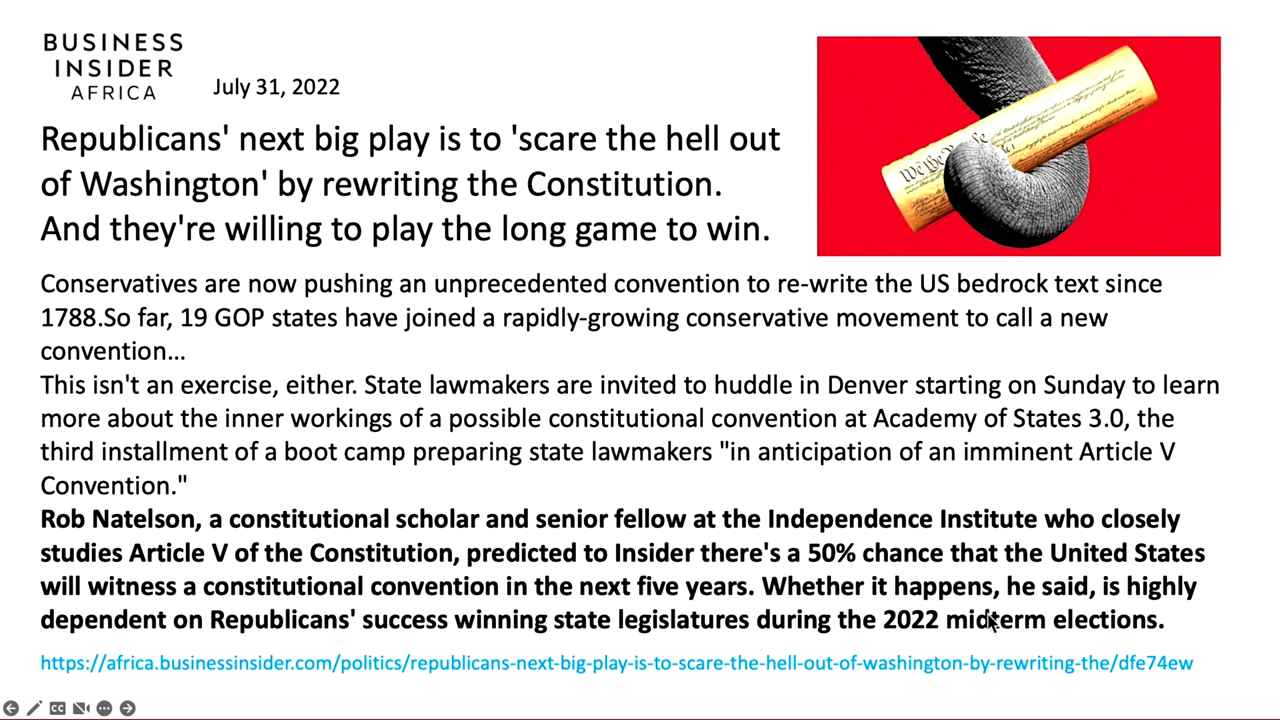 BUSINESS
INSIDER
AFRICA
July 31, 2022
Republicans' next big play is to 'scare the hell out
of Washington' by rewriting the Constitution.
And they're willing to play the long game to win.
We the People
Conservatives are now pushing an unprecedented convention to re-write the US bedrock text since
1788.So far, 19 GOP states have joined a rapidly-growing conservative movement to call a new
convention…
This isn't an exercise, either. State lawmakers are invited to huddle in Denver starting on Sunday to learn
more about the inner workings of a possible constitutional convention at Academy of States 3.0, the
third installment of a boot camp preparing state lawmakers "in anticipation of an imminent Article V
Convention."
Rob Natelson, a constitutional scholar and senior fellow at the Independence Institute who closely
studies Article V of the Constitution, predicted to Insider there's a 50% chance that the United States
will witness a constitutional convention in the next five years. Whether it happens, he said, is highly
dependent on Republicans' success winning state legislatures during the 2022 midterm elections.
https://africa.businessinsider.com/politics/republicans-next-big-play-is-to-scare-the-hell-out-of-washington-by-rewriting-the/dfe74ew
CC